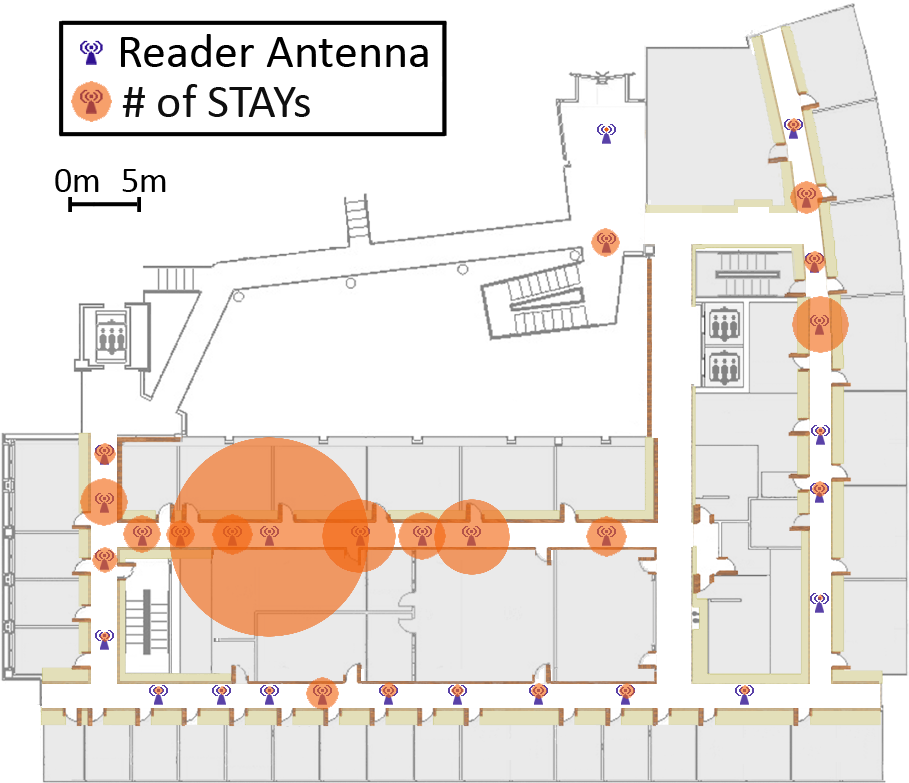 Reader Antenna
# of STAYs
0m 5m